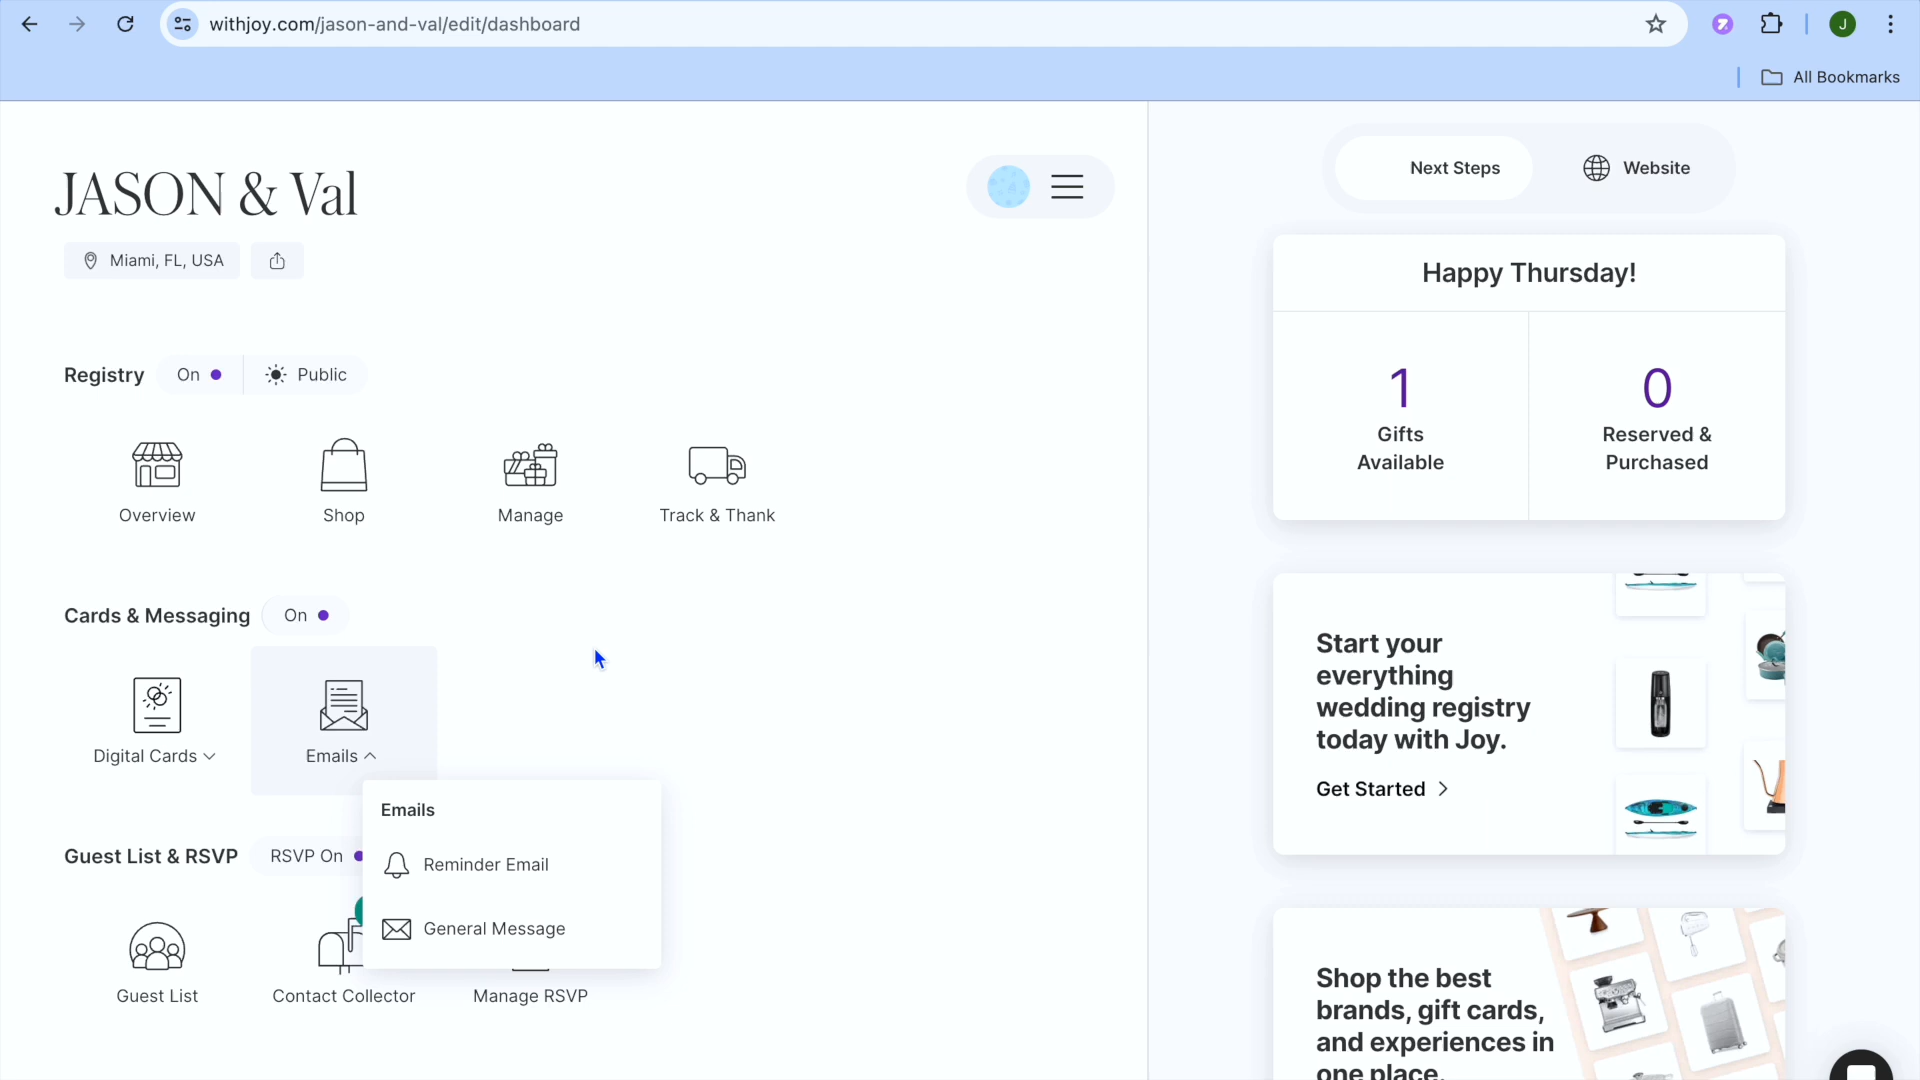 withjoy.com/jason-and-val/edit/dashboard
J
All Bookmarks
JASON & Val
Miami, FL, USA
Registry
On
Public
Overview
Shop
Manage
Track & Thank
Cards & Messaging
On
Digital Cards
Emails
Emails
Reminder Email
General Message
Guest List & RSVP
RSVP On
Guest List
Contact Collector
Manage RSVP
Next Steps
Website
Happy Thursday!
1
Gifts
Available
0
Reserved &
Purchased
Start your
everything
wedding registry
today with Joy.
Get Started
Shop the best
brands, gift cards,
and experiences in
one place.